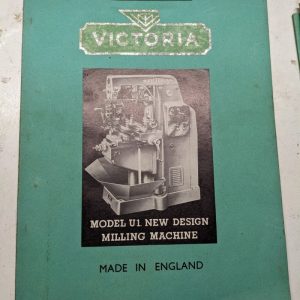 VICTORIA
MODEL U1. NEW DESIGN
MILLING MACHINE
MADE IN ENGLAND